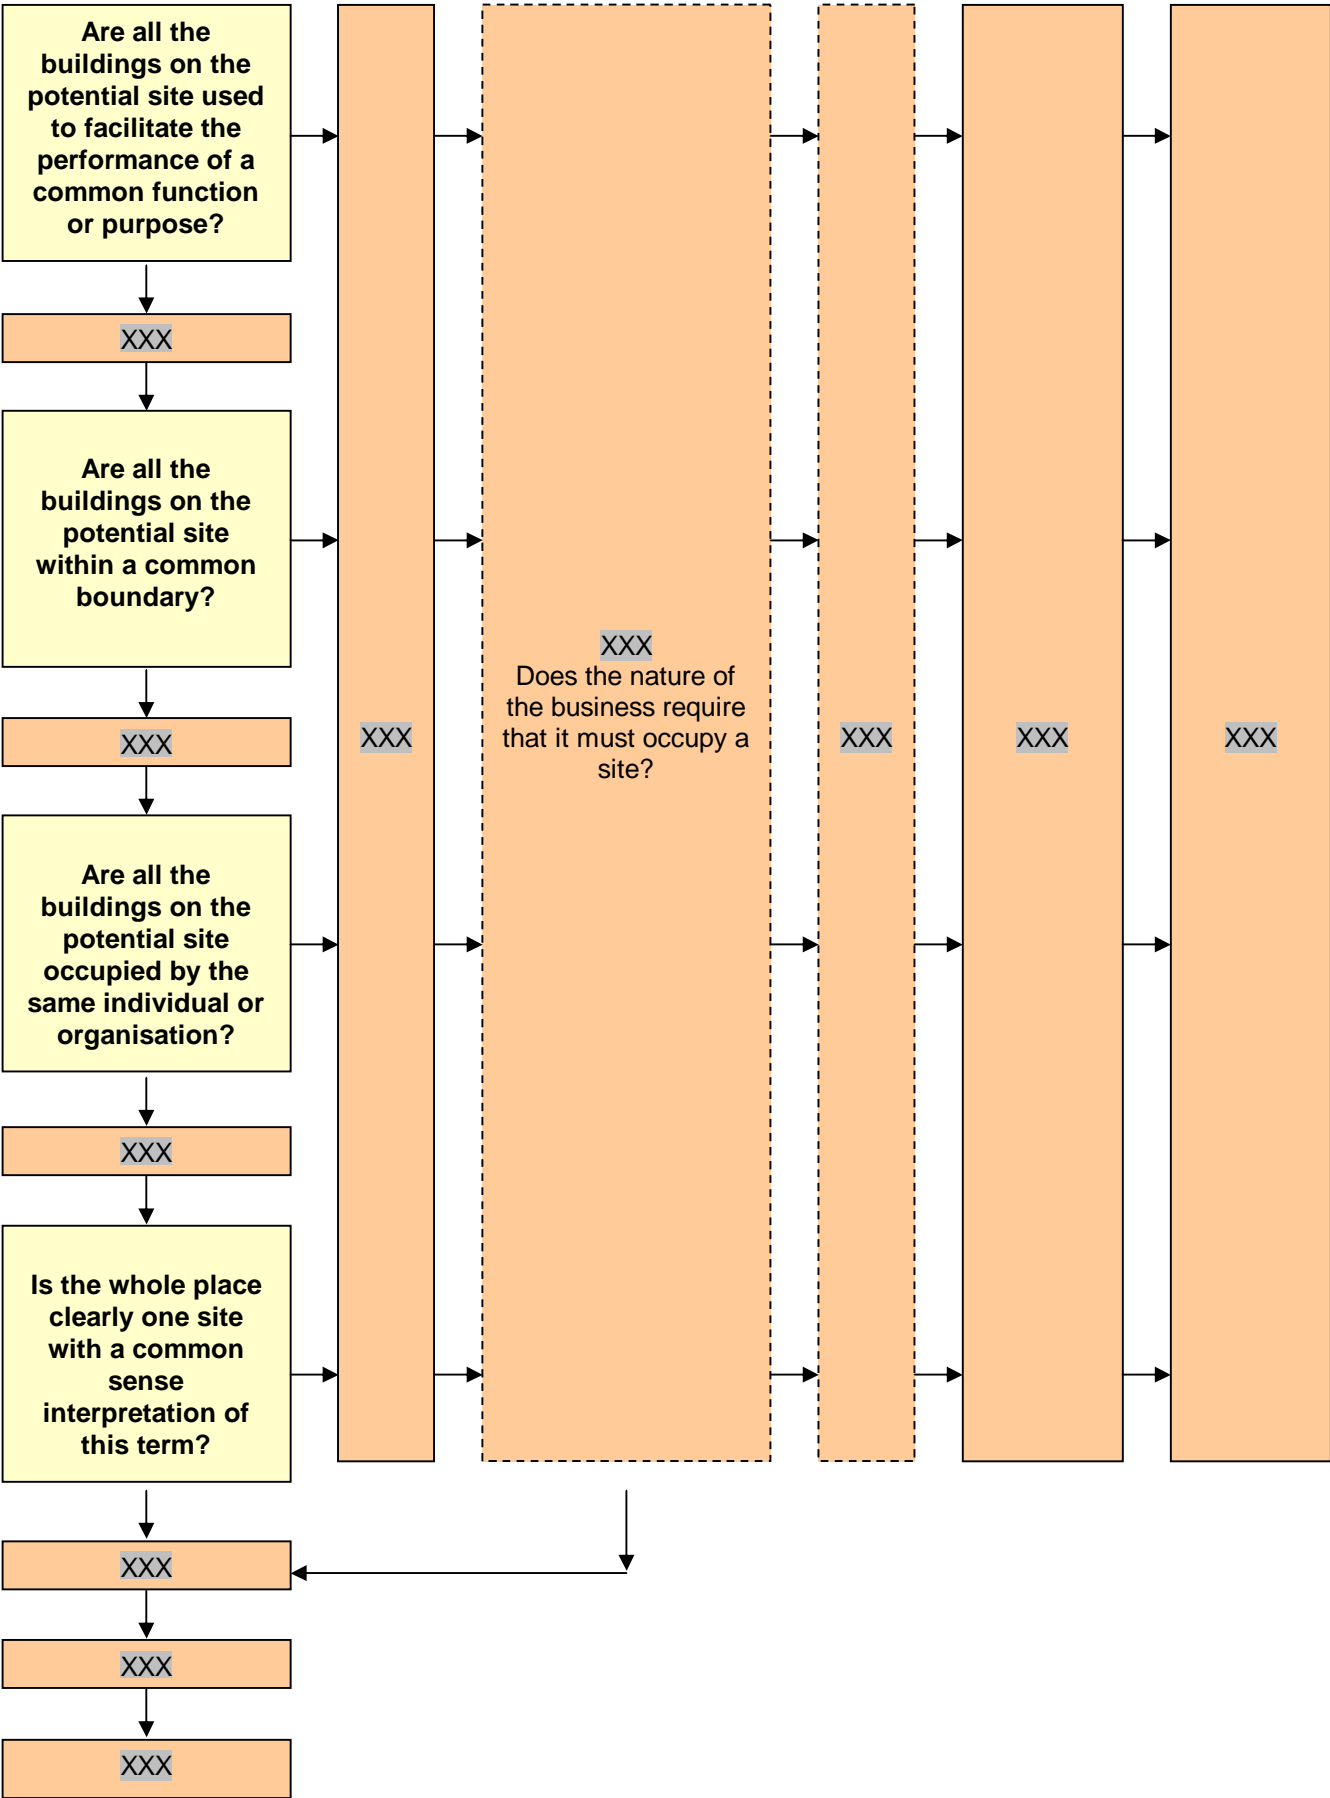 Are all the
buildings on the
potential site used
to facilitate the
performance of a
common function
or purpose?
XXX
Are all the
buildings on the
potential site
within a common
boundary?
XXX
Are all the
buildings on the
potential site
occupied by the
same individual or
organisation?
XXX
Is the whole place
clearly one site
with a common
sense
interpretation of
this term?
XXX
XXX
XXX
XXX
XXX
Does the nature of
the business require
that it must occupy a
site?
XXX
XXX
XXX